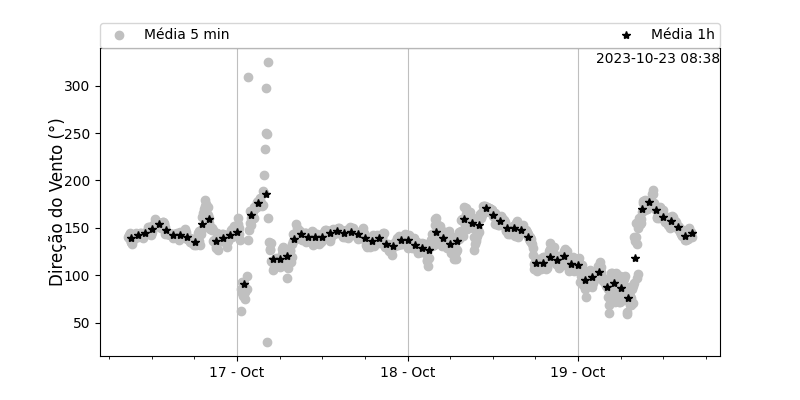 Média 5 min
Média 1h
2023-10-23 08:38
Direção do Vento (°)
300
250
200
150
100
50
17 - Oct
18 - Oct
19 - Oct